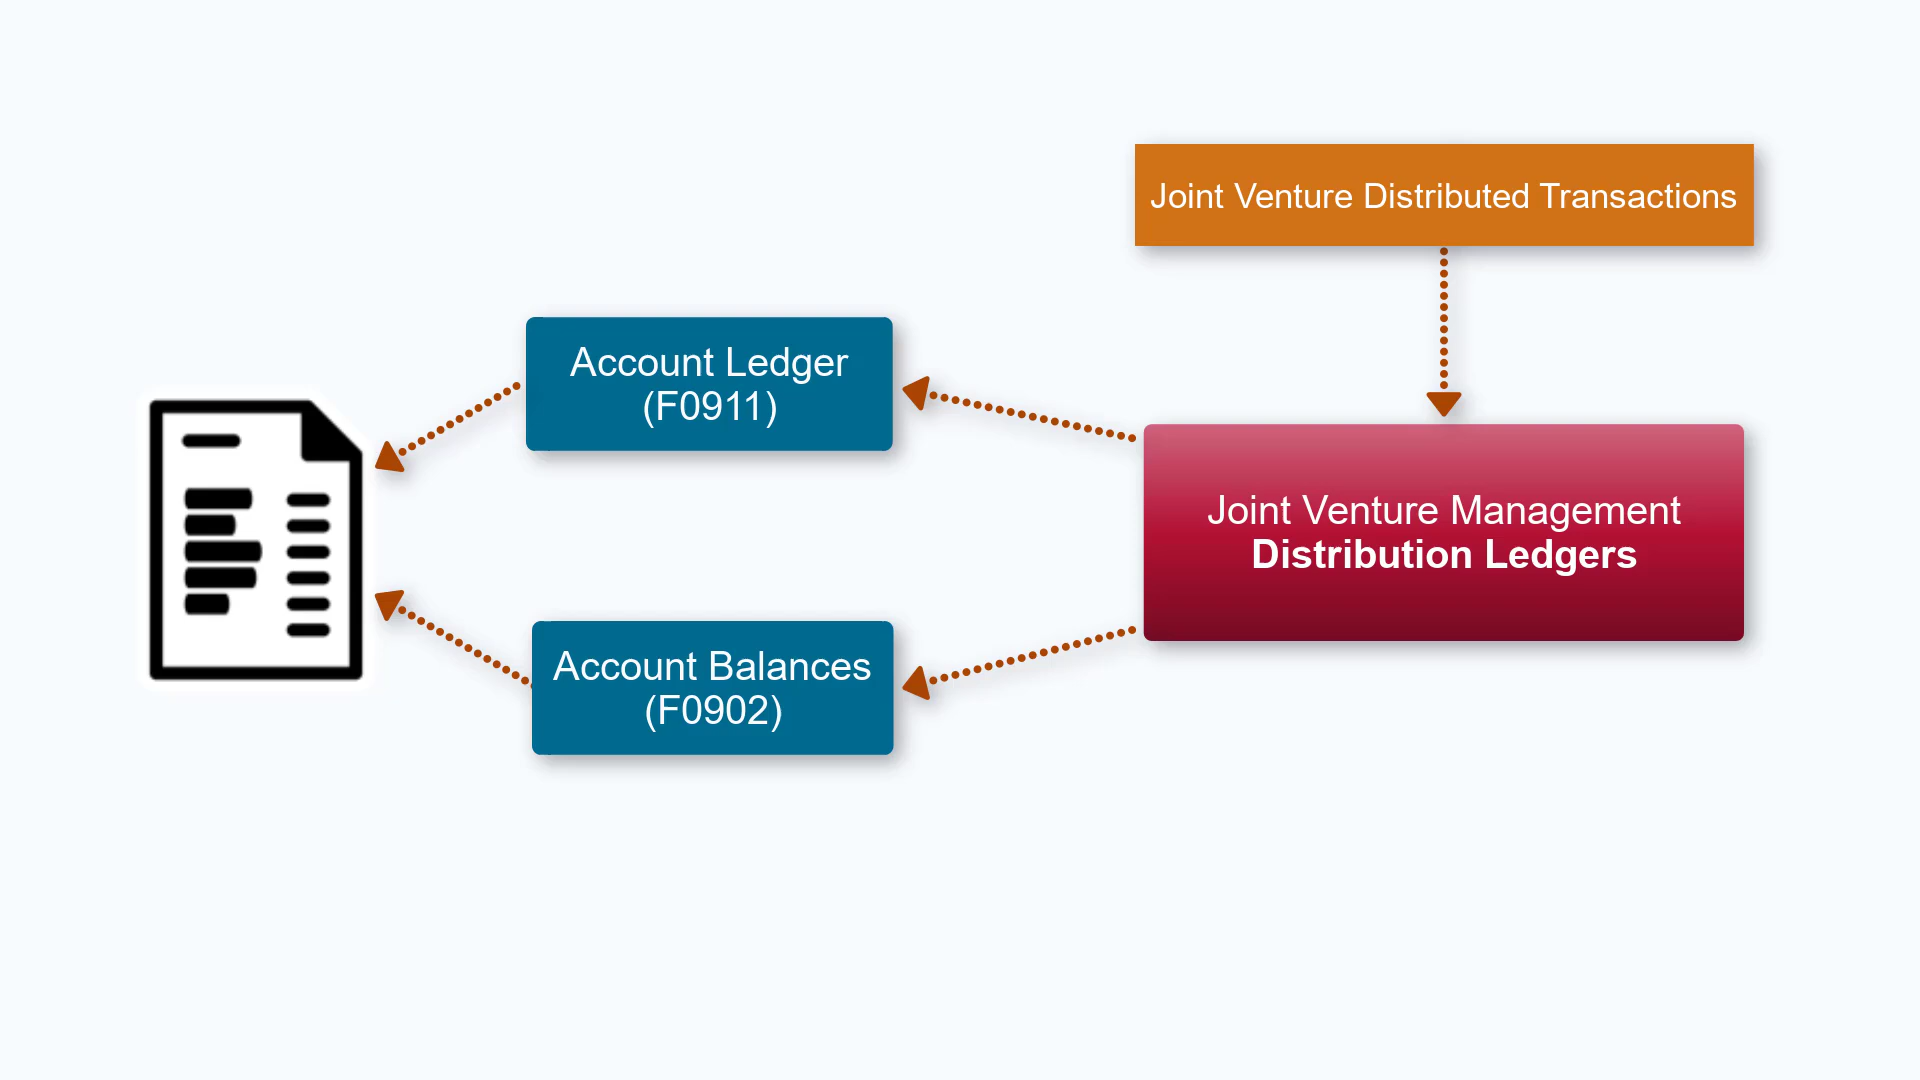 Joint Venture Distributed Transactions
Account Ledger
(F0911)
Joint Venture Management
Distribution Ledgers
Account Balances
(F0902)